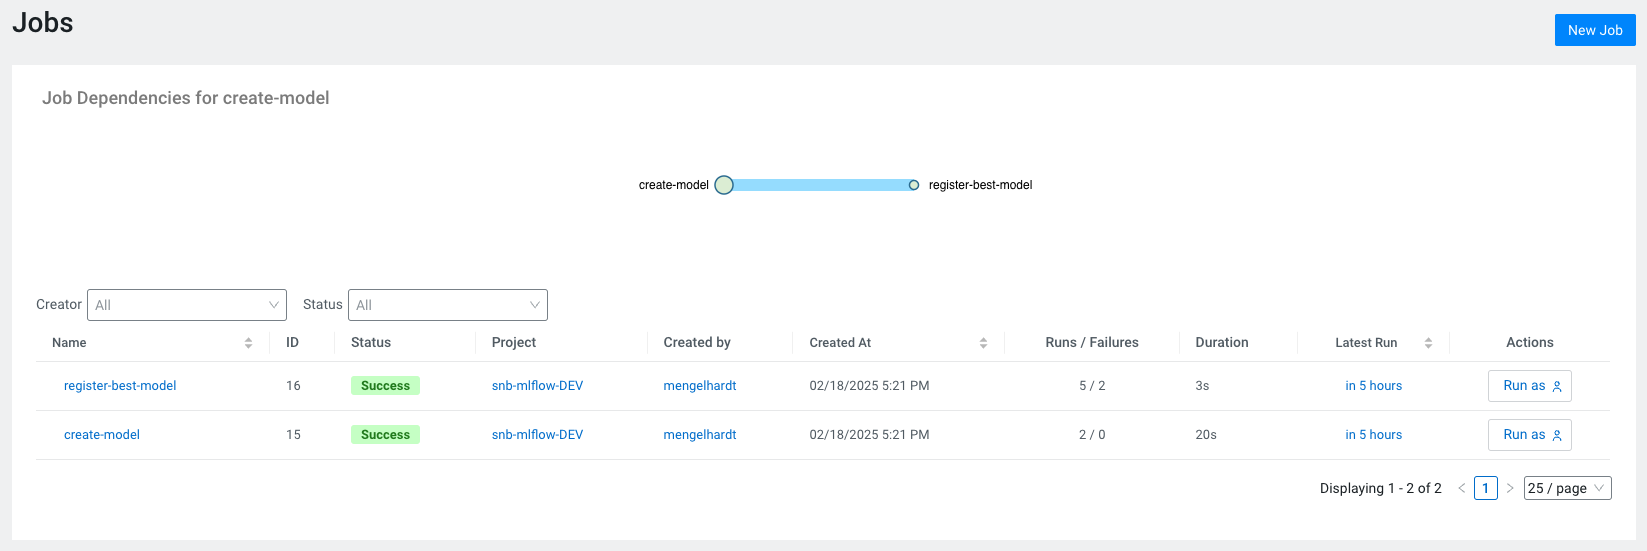 Jobs
New Job
Job Dependencies for create-model
create-model register-best-model
Creator All Status All
Name ID Status Project Created by Created At Runs / Failures Duration Latest Run Actions
register-best-model 16 Success snb-mlflow-DEV mengelhardt 02/18/2025 5:21 PM 5 / 2 3s in 5 hours Run as
create-model 15 Success snb-mlflow-DEV mengelhardt 02/18/2025 5:21 PM 2 / 0 20s in 5 hours Run as
Displaying 1 - 2 of 2 < 1 > 25 / page